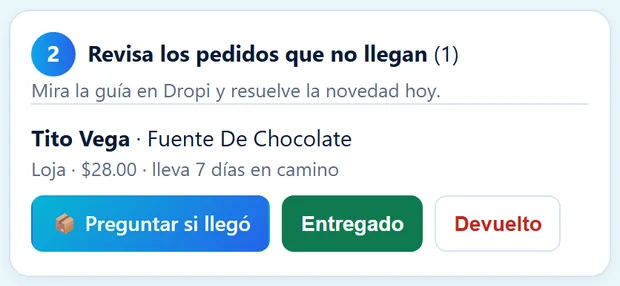 2 Revisa los pedidos que no llegan (1)
Mira la guía en Dropi y resuelve la novedad hoy.
Tito Vega · Fuente De Chocolate
Loja · $28.00 · lleva 7 días en camino
📦 Preguntar si llegó Entregado Devuelto